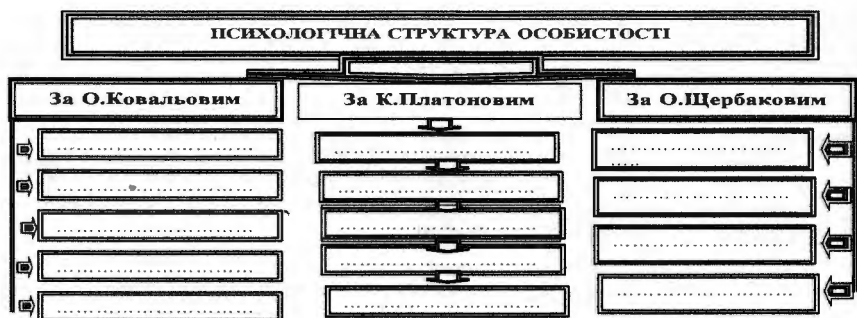 ПСИХОЛОГІЧНА СТРУКТУРА ОСОБИСТОСТІ
За О.Ковальовим
За К.Платоновим
За О.Щербаковим